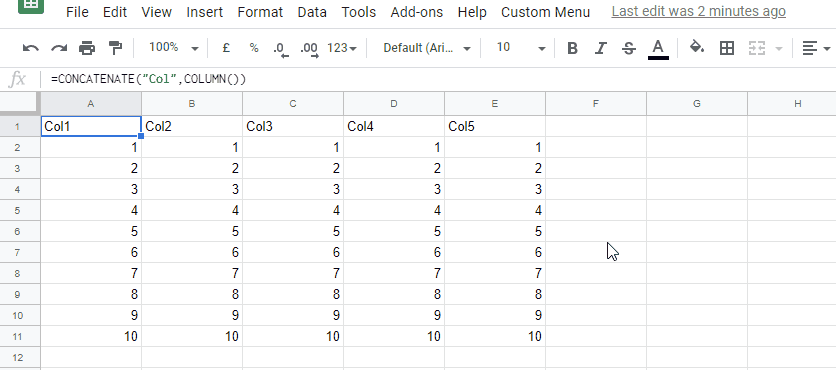 File Edit View Insert Format Data Tools Add-ons Help Custom Menu Last edit was 2 minutes ago
100% £ % .0 .00 123 Default (Ari... 10 B I S A
fx =CONCATENATE("Col",COLUMN())
A B C D E F G H
1 Col1 Col2 Col3 Col4 Col5
2 1 1 1 1 1
3 2 2 2 2 2
4 3 3 3 3 3
5 4 4 4 4 4
6 5 5 5 5 5
7 6 6 6 6 6
8 7 7 7 7 7
9 8 8 8 8 8
10 9 9 9 9 9
11 10 10 10 10 10
12